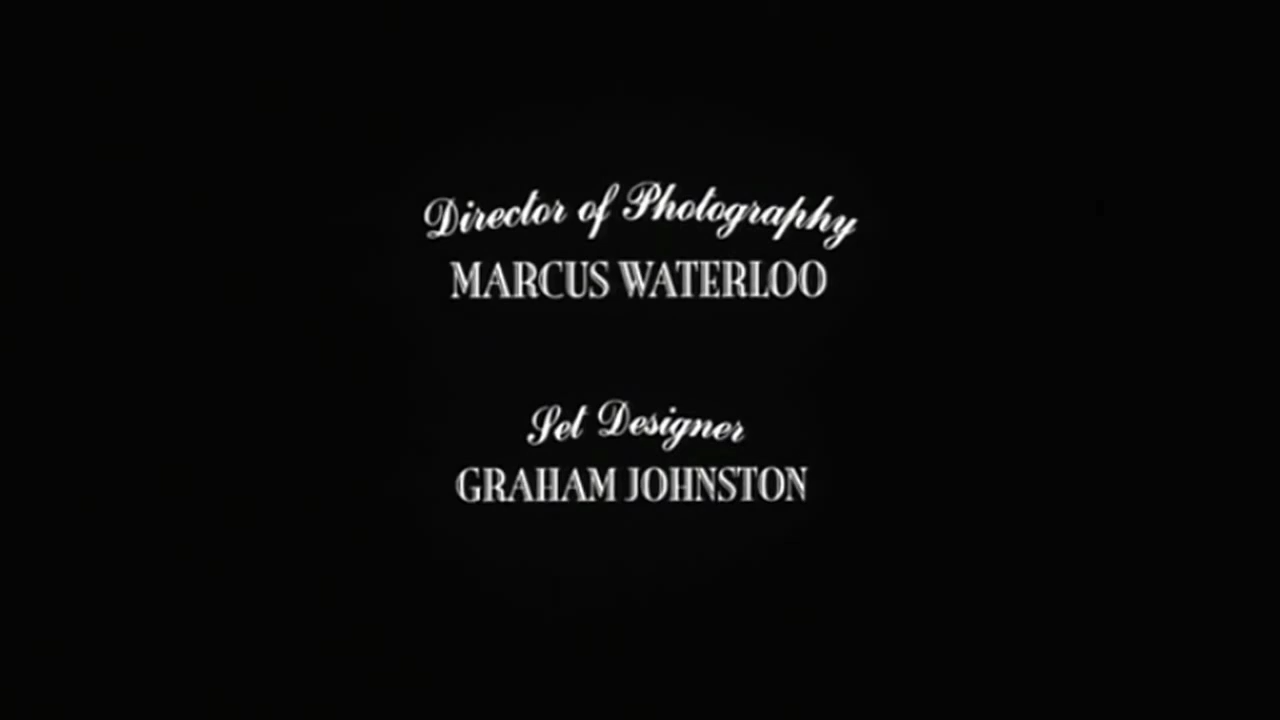 Director of Photography
MARCUS WATERLOO
Set Designer
GRAHAM JOHNSTON